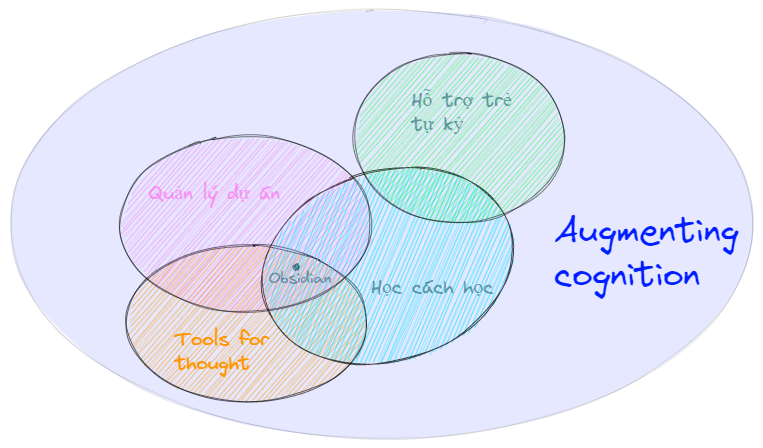 Hỗ trợ trẻ
tự kỷ
Quản lý dự án
Augmenting
cognition
Obsidian
Học cách học
Tools for
thought